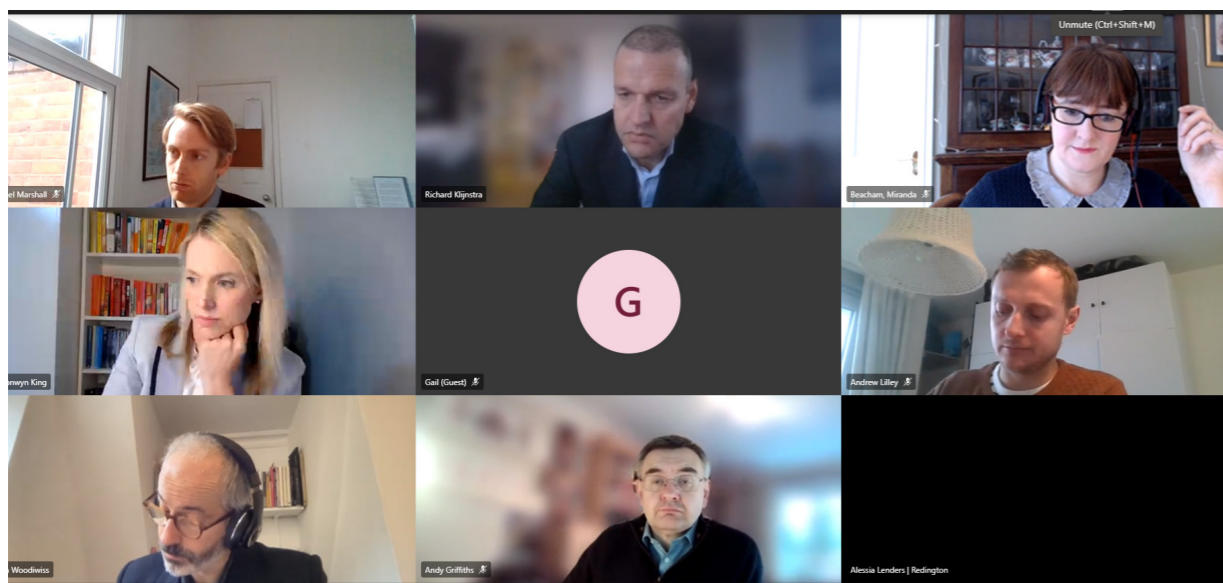 Unmute (Ctrl+Shift+M)
el Marshall
Richard Klijnstra
Beacham, Miranda
onwyn King
G
Gail (Guest)
Andrew Lilley
Woodiwiss
Andy Griffiths
Alessia Lenders | Redington